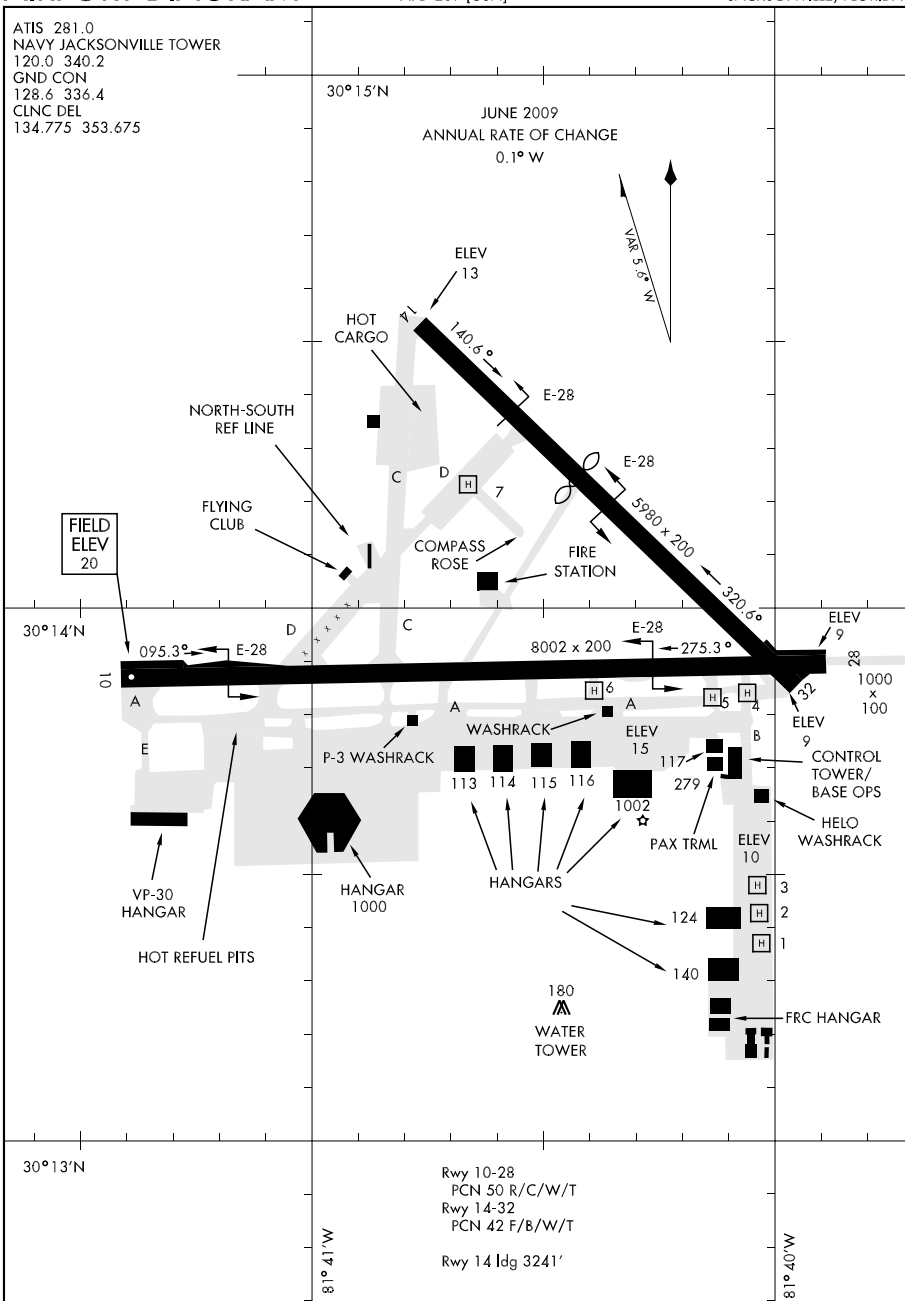 ATIS 281.0
NAVY JACKSONVILLE TOWER
120.0 340.2
GND CON
128.6 336.4
CLNC DEL
134.775 353.675
30°15'N
JUNE 2009
ANNUAL RATE OF CHANGE
0.1° W
VAR 5.6° W
ELEV
13
14
HOT
CARGO
140.6°
E-28
NORTH-SOUTH
REF LINE
C
D
H
7
E-28
5980 x 200
FLYING
CLUB
FIELD
ELEV
20
COMPASS
ROSE
FIRE
STATION
320.6°
30°14'N
D
C
ELEV
9
095.3°
E-28
8002 x 200
E-28
275.3°
28
10
1000
x
100
32
A
A
H
6
A
H
5
H
4
ELEV
9
WASHRACK
B
E
P-3 WASHRACK
ELEV
15
117
279
CONTROL
TOWER/
BASE OPS
113
114
115
116
1002
PAX TRML
HELO
WASHRACK
ELEV
10
VP-30
HANGAR
HANGAR
1000
HANGARS
H
3
124
H
2
H
1
HOT REFUEL PITS
140
180
WATER
TOWER
FRC HANGAR
30°13'N
Rwy 10-28
PCN 50 R/C/W/T
Rwy 14-32
PCN 42 F/B/W/T
Rwy 14 ldg 3241'
81°41'W
81°40'W